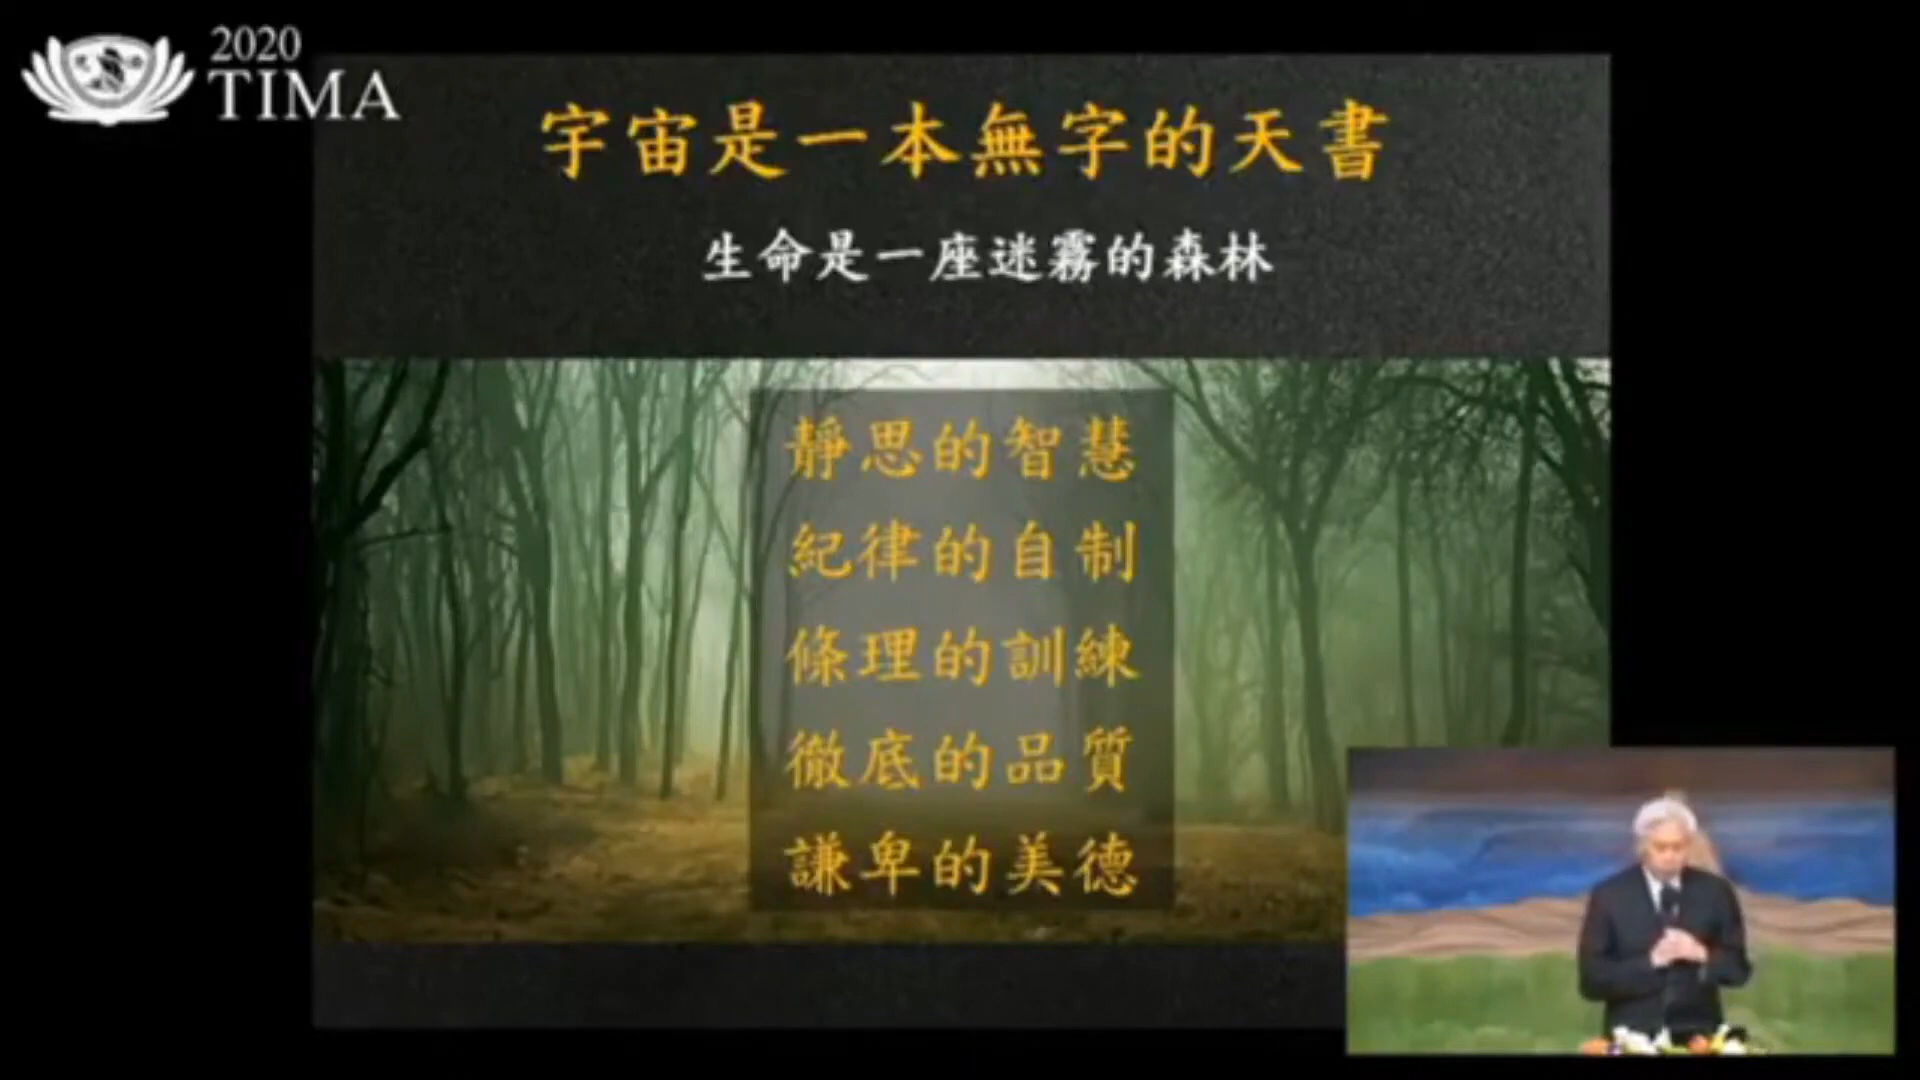 2020
TIMA
宇宙是一本無字的天書
生命是一座迷霧的森林
靜思的智慧
紀律的自制
條理的訓練
徹底的品質
謙卑的美德